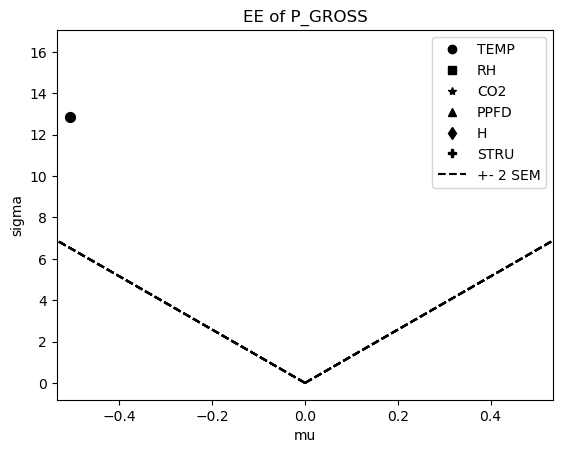 EE of P_GROSS
16
14
12
10
8
6
4
2
0
sigma
−0.4
−0.2
0.0
0.2
0.4
mu
TEMP
RH
CO2
PPFD
H
STRU
+- 2 SEM